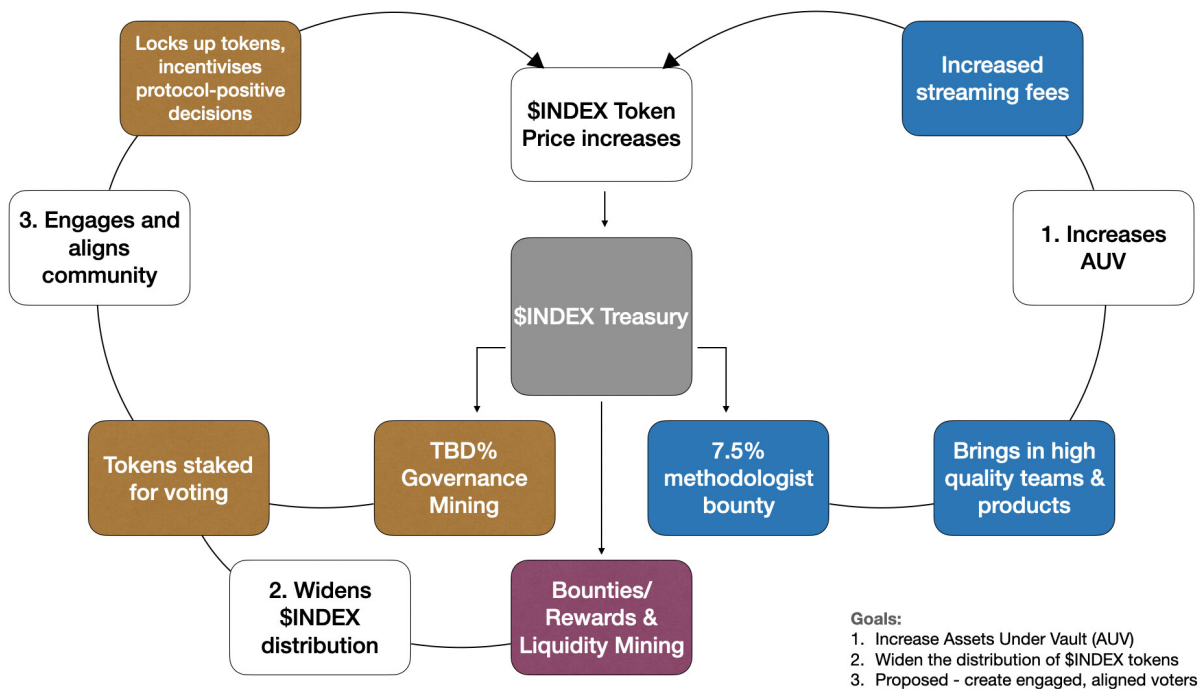 Locks up tokens,
incentivises
protocol-positive
decisions
$INDEX Token
Price increases
Increased
streaming fees
3. Engages and
aligns
community
1. Increases
AUV
$INDEX Treasury
Tokens staked
for voting
TBD%
Governance
Mining
7.5%
methodologist
bounty
Brings in high
quality teams &
products
2. Widens
$INDEX
distribution
Bounties/
Rewards &
Liquidity Mining
Goals:
1. Increase Assets Under Vault (AUV)
2. Widen the distribution of $INDEX tokens
3. Proposed - create engaged, aligned voters